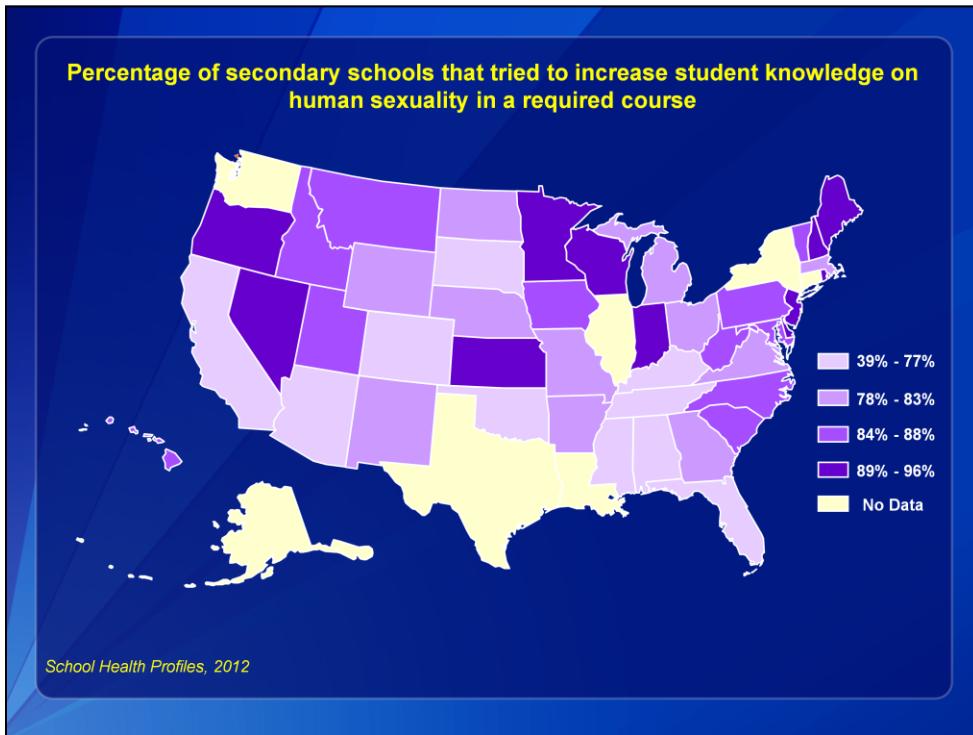 Percentage of secondary schools that tried to increase student knowledge on
human sexuality in a required course
39% - 77%
78% - 83%
84% - 88%
89% - 96%
No Data
School Health Profiles, 2012